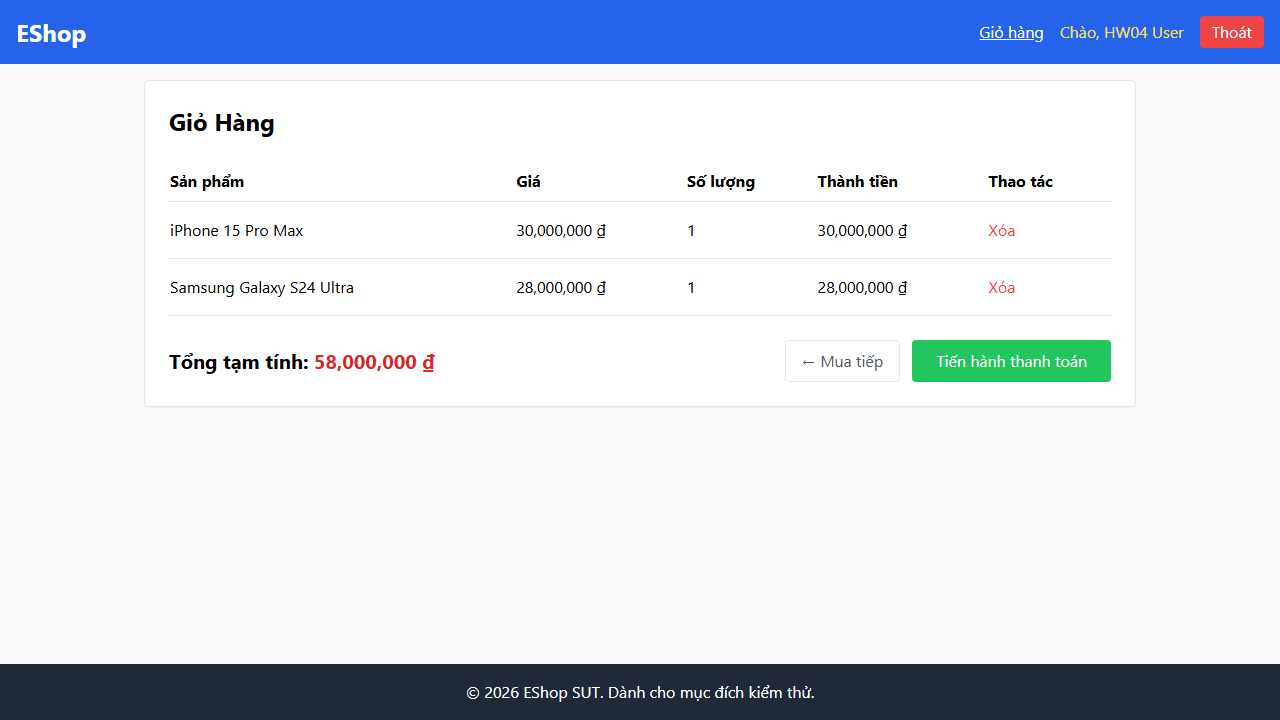 EShop Giỏ hàng Chào, HW04 User Thoát
Giỏ Hàng
Sản phẩm Giá Số lượng Thành tiền Thao tác
iPhone 15 Pro Max 30,000,000 ₫ 1 30,000,000 ₫ Xóa
Samsung Galaxy S24 Ultra 28,000,000 ₫ 1 28,000,000 ₫ Xóa
Tổng tạm tính: 58,000,000 ₫ ← Mua tiếp Tiến hành thanh toán
© 2026 EShop SUT. Dành cho mục đích kiểm thử.